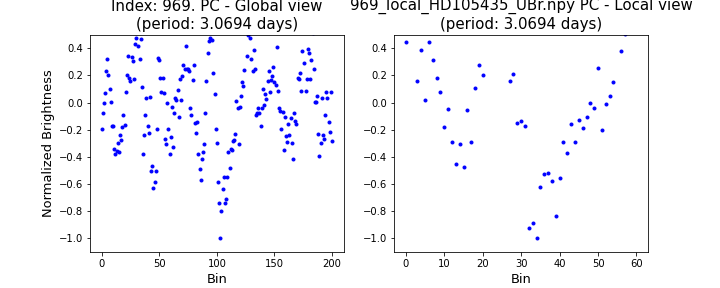 Index: 969. PC - Global view
(period: 3.0694 days)
969_local_HD105435_UBr.npy PC - Local view
(period: 3.0694 days)
Normalized Brightness
0.4
0.2
0.0
−0.2
−0.4
−0.6
−0.8
−1.0
0 50 100 150 200
Bin
0.4
0.2
0.0
−0.2
−0.4
−0.6
−0.8
−1.0
0 10 20 30 40 50 60
Bin